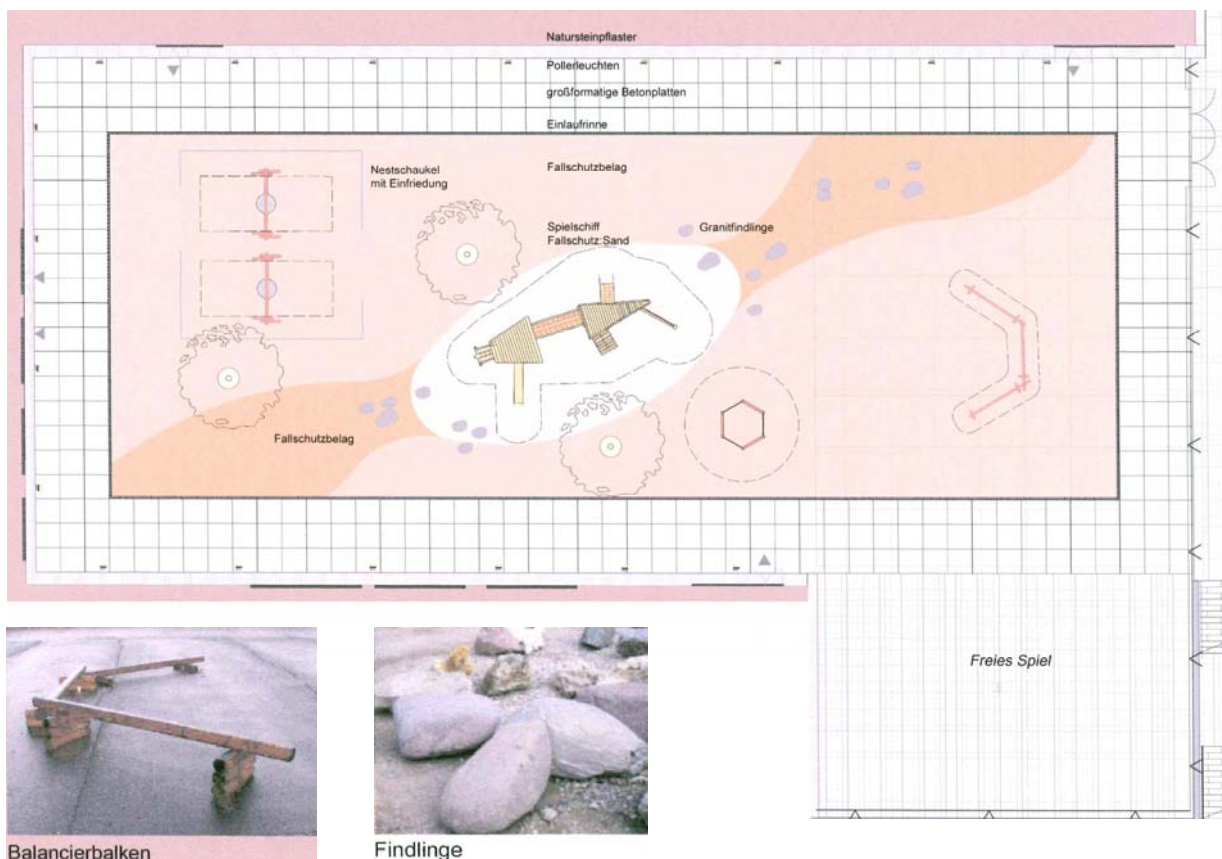 Natursteinpflaster
Pollerleuchten
großformatige Betonplatten
Einlaufrinne
Nestschaukel
mit Einfriedung
Fallschutzbelag
Spielschiff
Fallschutz:Sand
Granitfindlinge
Fallschutzbelag
Freies Spiel
Balancierbalken
Findlinge